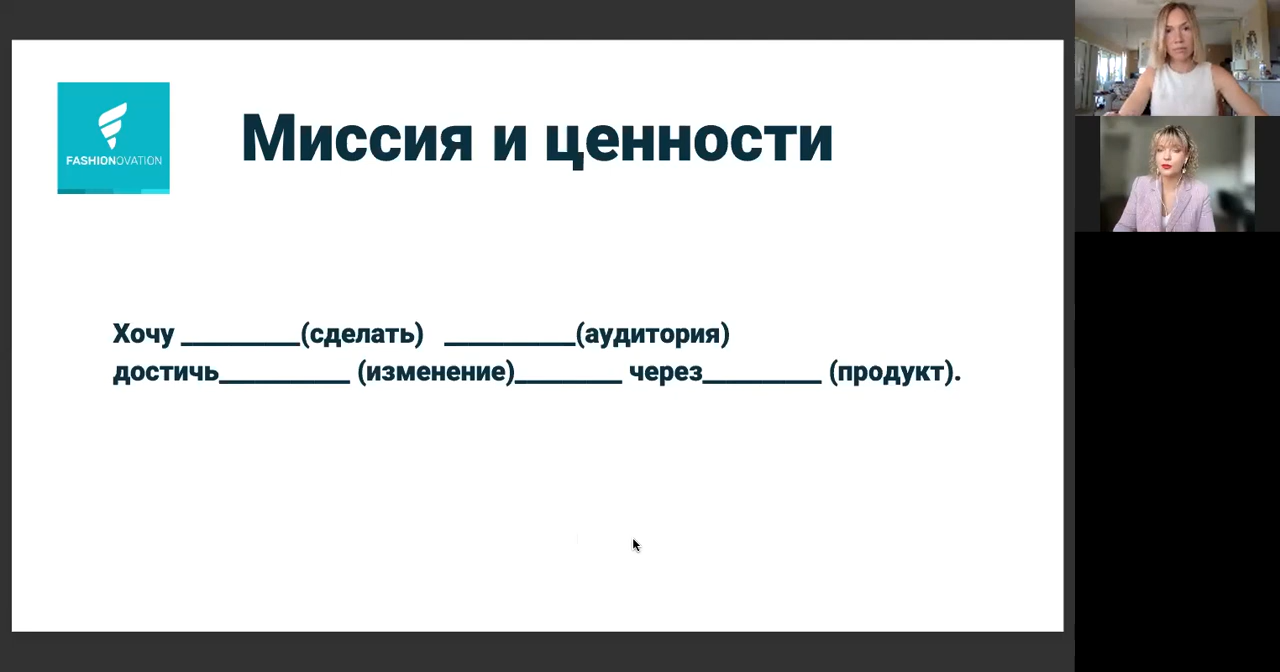 FASHIONOVATION
Миссия и ценности
Хочу _________(сделать) __________(аудитория)
достичь__________ (изменение)________ через_________ (продукт).